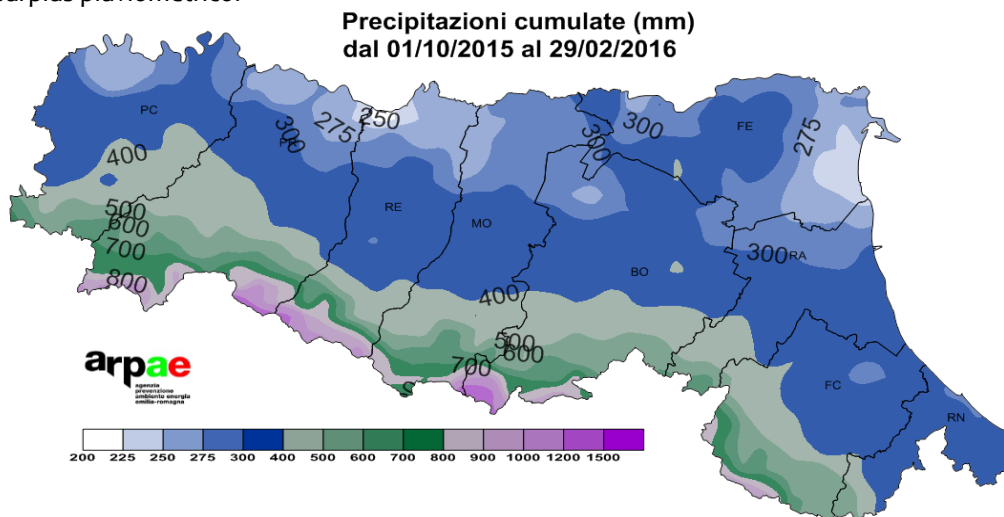 surplus pluviometrico.
Precipitazioni cumulate (mm)
dal 01/10/2015 al 29/02/2016
PC
400
500
600
700
800
300
275
250
RE
MO
300
300
FE
275
300
RA
BO
400
500
600
700
FC
RN
arpae
agenzia
prevenzione
ambiente energia
emilia-romagna
200 225 250 275 300 400 500 600 700 800 900 1000 1200 1500